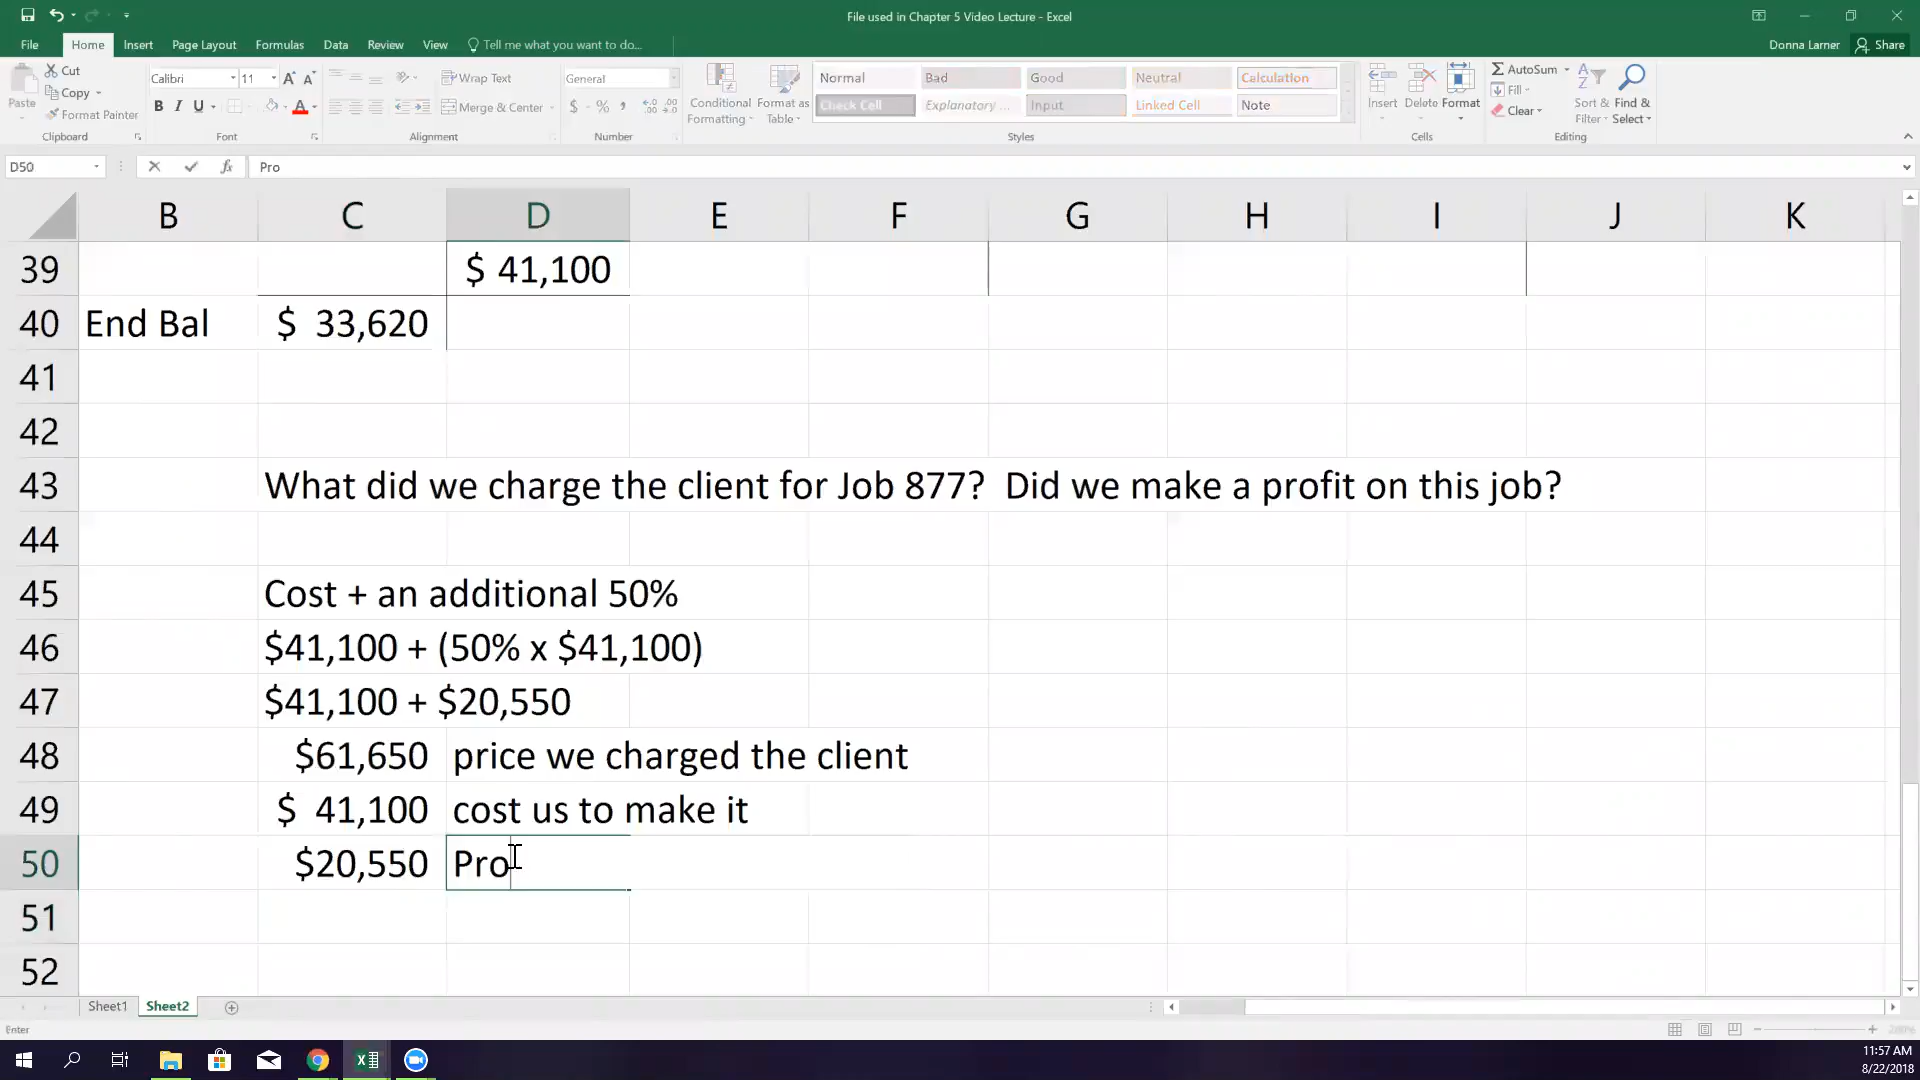 File used in Chapter 5 Video Lecture - Excel
File Home Insert Page Layout Formulas Data Review View Tell me what you want to do... Donna Larner Share
Paste Cut Copy Format Painter
Calibri 11 B I U A A A
Wrap Text Merge & Center
General $ % ,
Conditional Formatting Format as Table
Normal Bad Good Neutral Calculation
Check Cell Explanatory ... Input Linked Cell Note
Insert Delete Format
AutoSum Fill Clear Sort & Filter Find & Select
Clipboard Font Alignment Number Styles Cells Editing
D50 fx Pro
B C D E F G H I J K
39 $ 41,100
40 End Bal $ 33,620
41
42
43 What did we charge the client for Job 877? Did we make a profit on this job?
44
45 Cost + an additional 50%
46 $41,100 + (50% x $41,100)
47 $41,100 + $20,550
48 $61,650 price we charged the client
49 $ 41,100 cost us to make it
50 $20,550 Pro
51
52
Sheet1 Sheet2
Enter
11:57 AM
8/22/2018